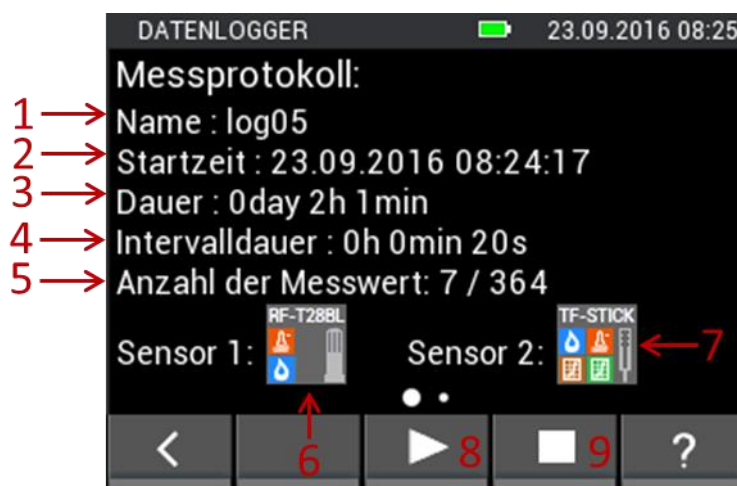 DATENLOGGER 23.09.2016 08:25
Messprotokoll:
1 Name : log05
2 Startzeit : 23.09.2016 08:24:17
3 Dauer : 0day 2h 1min
4 Intervalldauer : 0h 0min 20s
5 Anzahl der Messwert: 7 / 364
Sensor 1: RF-T28BL Sensor 2: TF-STICK 7
6 8 9 ?